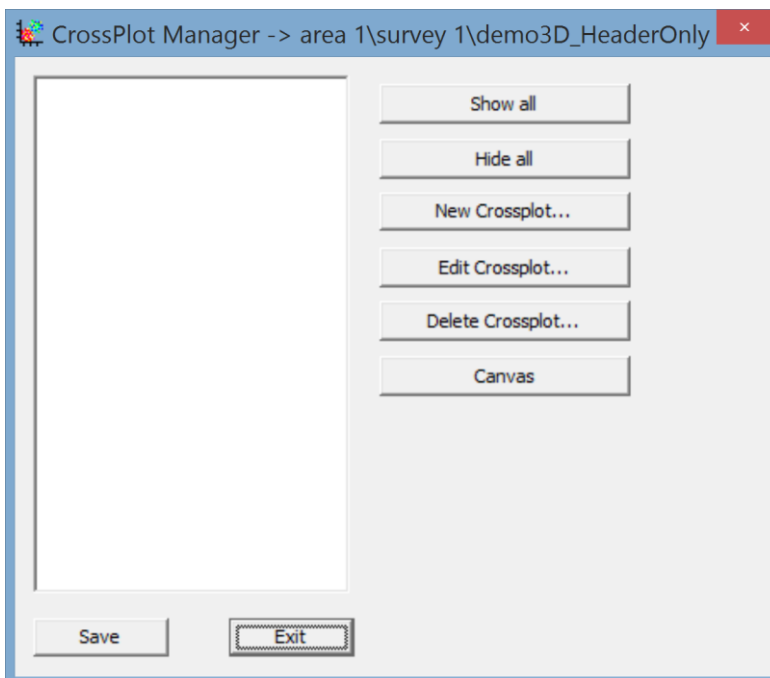 CrossPlot Manager -> area 1\survey 1\demo3D_HeaderOnly
Show all
Hide all
New Crossplot...
Edit Crossplot...
Delete Crossplot...
Canvas
Save
Exit